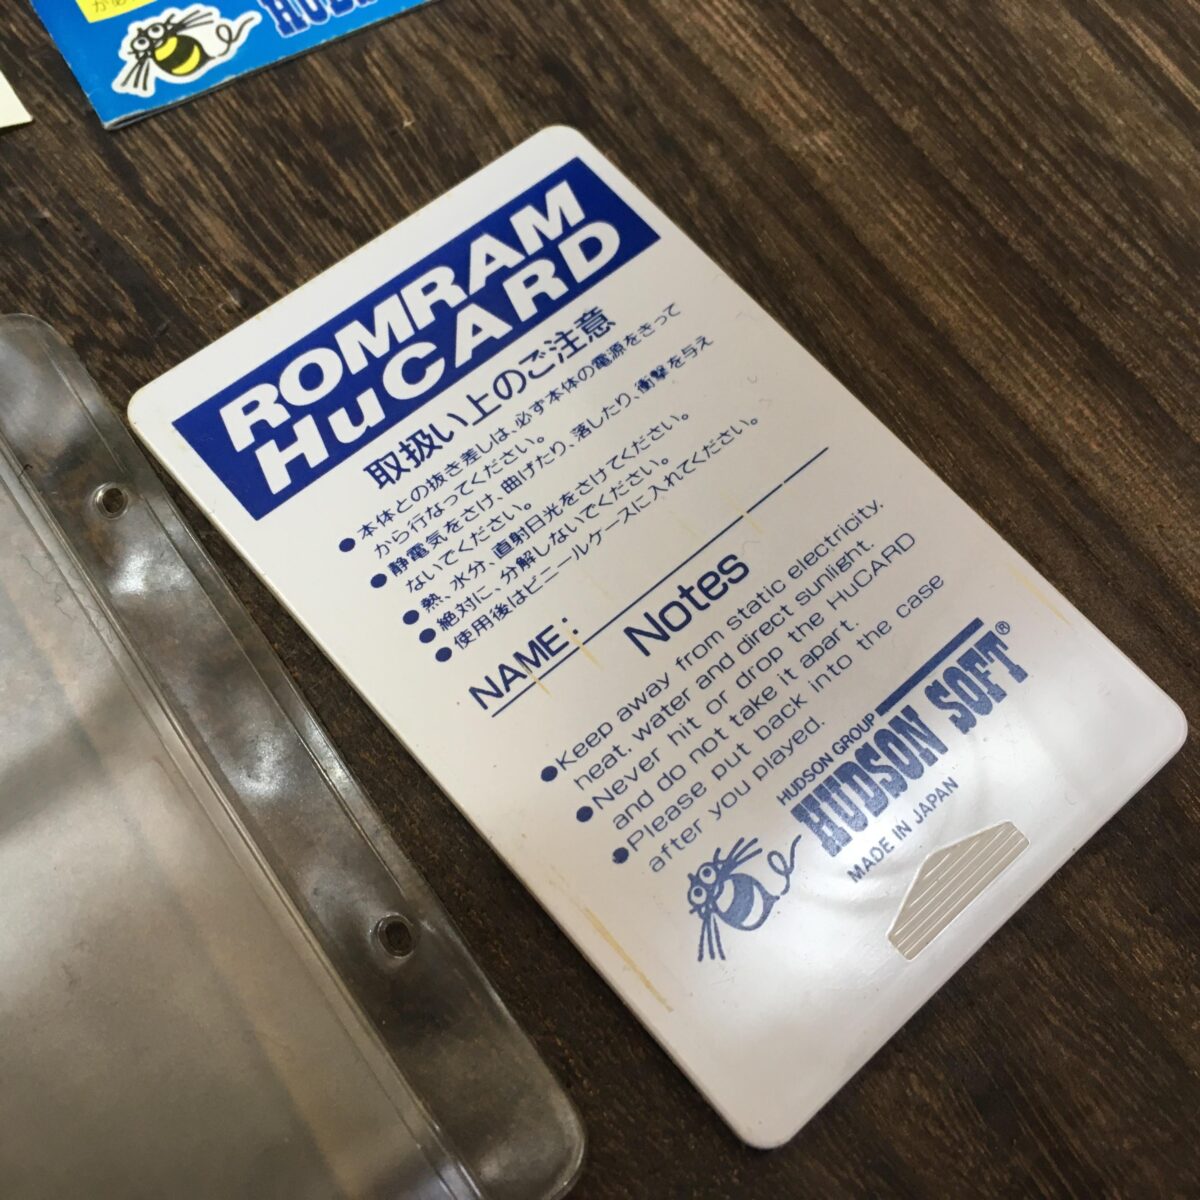 ROMRAM
HuCARD
取扱い上のご注意
●本体との抜き差しは、必ず本体の電源をきって
から行なってください。
●静電気をさけ、曲げたり、落したり、衝撃を与え
ないでください。
●熱、水分、直射日光をさけてください。
●絶対に、分解しないでください。
●使用後はビニールケースに入れてください。
NAME:
Notes
●Keep away from static electricity,
heat, water and direct sunlight.
●Never hit or drop the HuCARD
and do not take it apart.
●Please put back into the case
after you played.
HUDSON GROUP
HUDSON SOFT®
MADE IN JAPAN